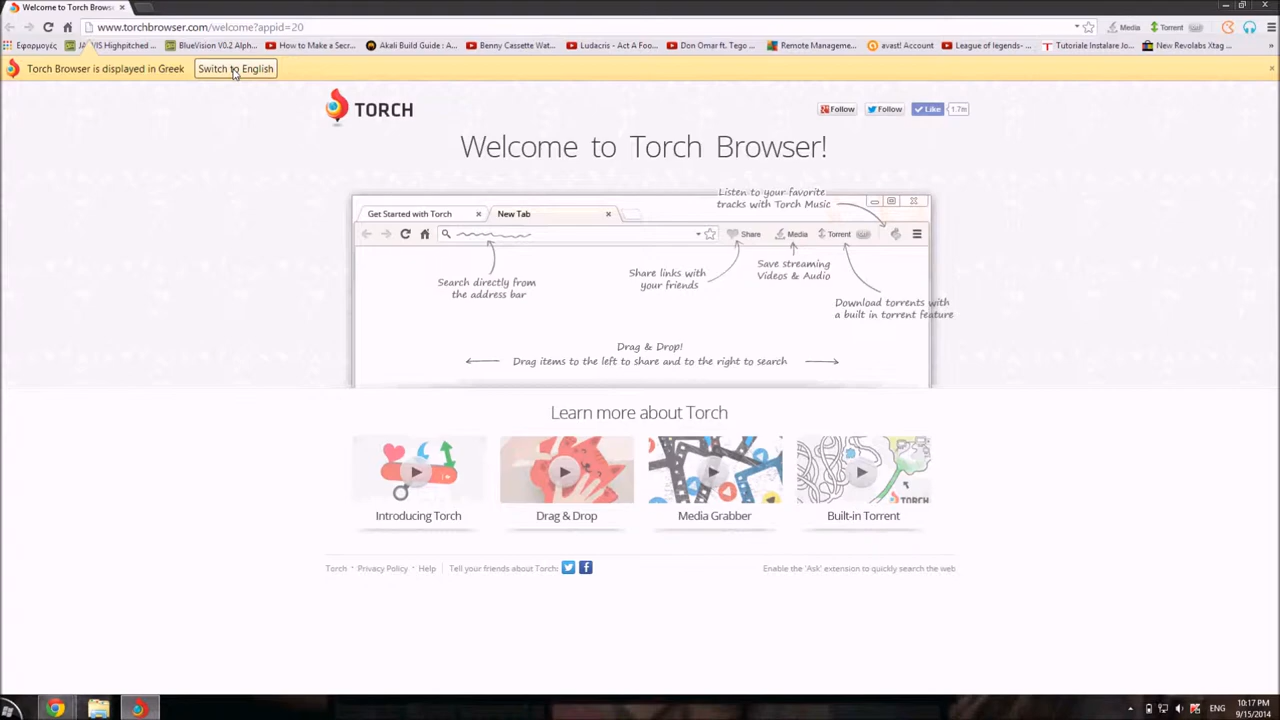 Welcome to Torch Browse
www.torchbrowser.com/welcome?appid=20
Media
Torrent
Εφαρμογές
JARVIS Highpitched ...
BlueVision V0.2 Alph...
How to Make a Secr...
Akali Build Guide : A...
Benny Cassette Wat...
Ludacris - Act A Foo...
Don Omar ft. Tego ...
Remote Manageme...
avast! Account
League of legends- ...
Tutoriale Instalare Jo...
New Revolabs Xtag ...
Torch Browser is displayed in Greek
Switch to English
TORCH
Follow
Follow
Like
1.7m
Welcome to Torch Browser!
Listen to your favorite
tracks with Torch Music
Get Started with Torch
New Tab
Share
Media
Torrent
Search directly from
the address bar
Share links with
your friends
Save streaming
Videos & Audio
Download torrents with
a built in torrent feature
Drag & Drop!
Drag items to the left to share and to the right to search
Learn more about Torch
TORCH
Introducing Torch
Drag & Drop
Media Grabber
Built-in Torrent
Torch · Privacy Policy · Help
Tell your friends about Torch:
Enable the 'Ask' extension to quickly search the web
ENG
10:17 PM
9/15/2014